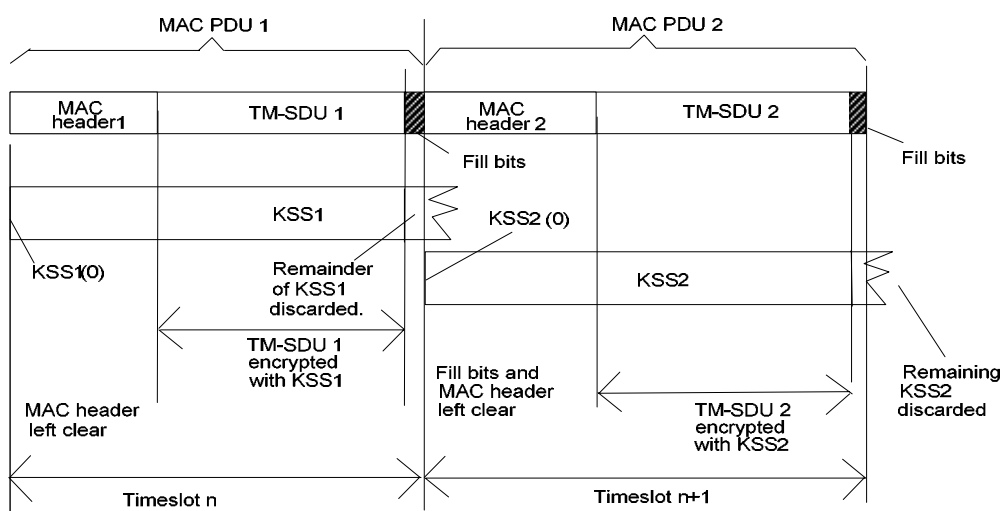 MAC PDU 1
MAC PDU 2
MAC
header1
TM-SDU 1
MAC
header 2
TM-SDU 2
Fill bits
Fill bits
KSS1
KSS2 (0)
KSS1(0)
Remainder
of KSS1
discarded.
KSS2
TM-SDU 1
encrypted
with KSS1
Fill bits and
MAC header
left clear
Remaining
KSS2
discarded
MAC header
left clear
TM-SDU 2
encrypted
with KSS2
Timeslot n
Timeslot n+1